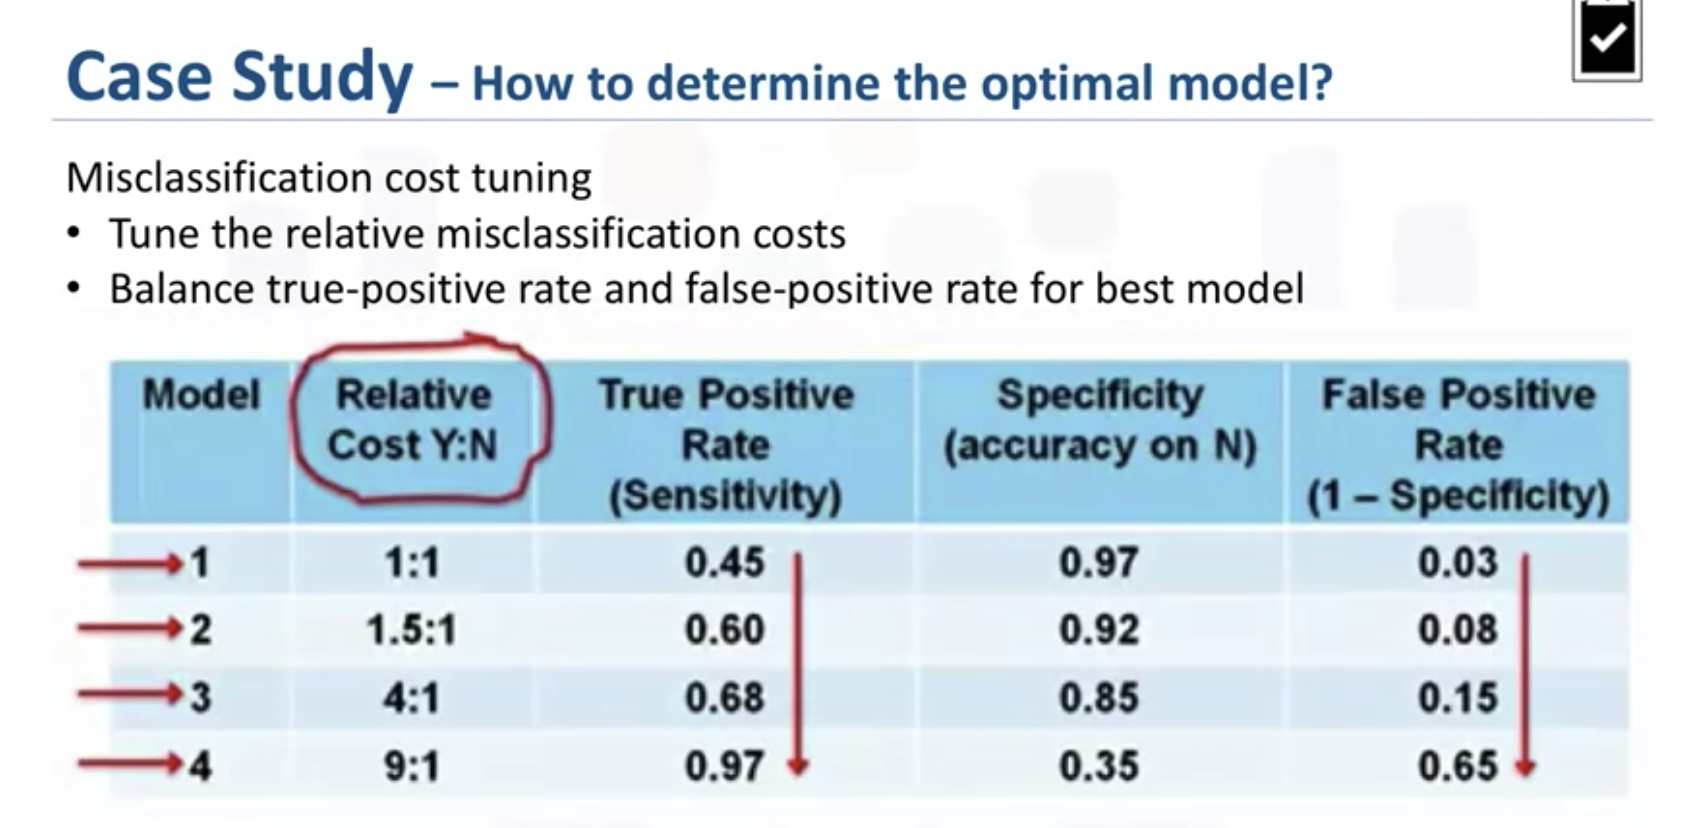 Case Study – How to determine the optimal model?
Misclassification cost tuning
• Tune the relative misclassification costs
• Balance true-positive rate and false-positive rate for best model
Model Relative Cost Y:N True Positive Rate (Sensitivity) Specificity (accuracy on N) False Positive Rate (1 – Specificity)
1 1:1 0.45 0.97 0.03
2 1.5:1 0.60 0.92 0.08
3 4:1 0.68 0.85 0.15
4 9:1 0.97 0.35 0.65